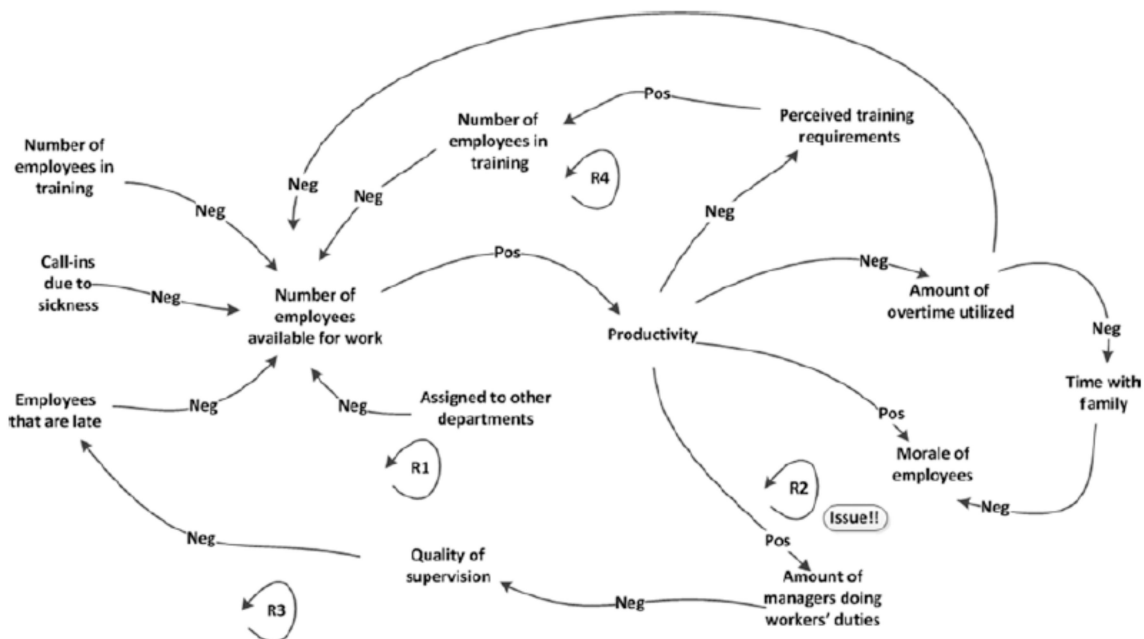 Pos
Number of
employees in
training
Perceived training
requirements
Number of
employees in
training
R4
Neg
Neg
Neg
Neg
Pos
Neg
Call-ins
due to
sickness
Neg
Number of
employees
available for work
Amount of
overtime utilized
Productivity
Neg
Employees
that are late
Neg
Neg
Assigned to other
departments
Time with
family
Pos
Morale of
employees
R1
R2
Neg
Issue!!
Neg
Pos
Quality of
supervision
Amount of
managers doing
workers' duties
Neg
R3